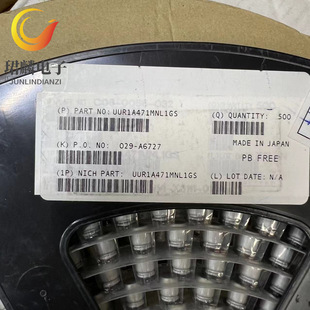 珺麟电子
JUNLINDIANZI
(P) PART NO: UUR1A471MNL1GS
(Q) QUANTITY: 500
(K) P.O. NO: 029-A6727
MADE IN JAPAN
PB FREE
(1P) NICH PART: UUR1A471MNL1GS
(L) LOT DATE: N/A